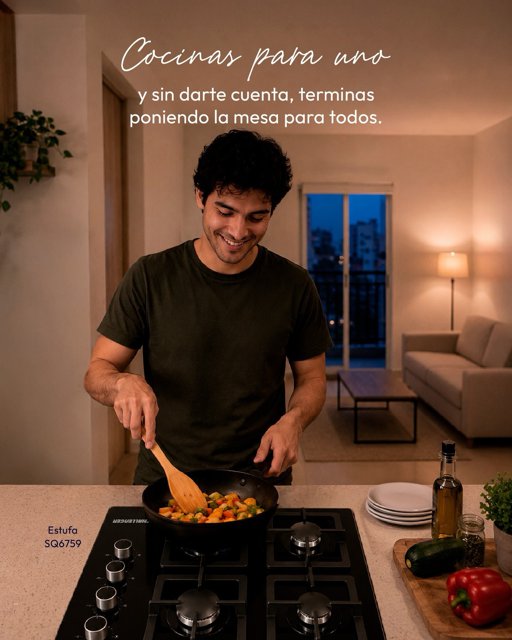 Cocinas para uno
y sin darte cuenta, terminas
poniendo la mesa para todos.
Estufa
SQ6759